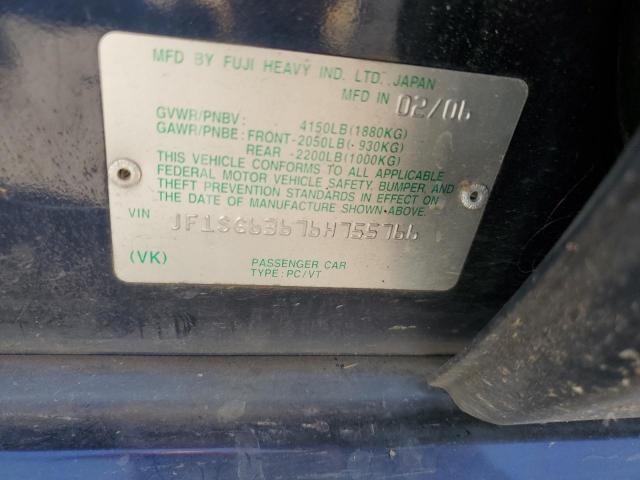 MFD BY FUJI HEAVY IND. LTD. JAPAN
MFD IN 02/06
GVWR/PNBV: 4150LB(1880KG)
GAWR/PNBE: FRONT-2050LB(-930KG)
REAR -2200LB(1000KG)
THIS VEHICLE CONFORMS TO ALL APPLICABLE
FEDERAL MOTOR VEHICLE SAFETY, BUMPER AND
THEFT PREVENTION STANDARDS IN EFFECT ON
THE DATE OF MANUFACTURE SHOWN ABOVE.
VIN JF1SG63676H755766
(VK) PASSENGER CAR
TYPE: PC/VT